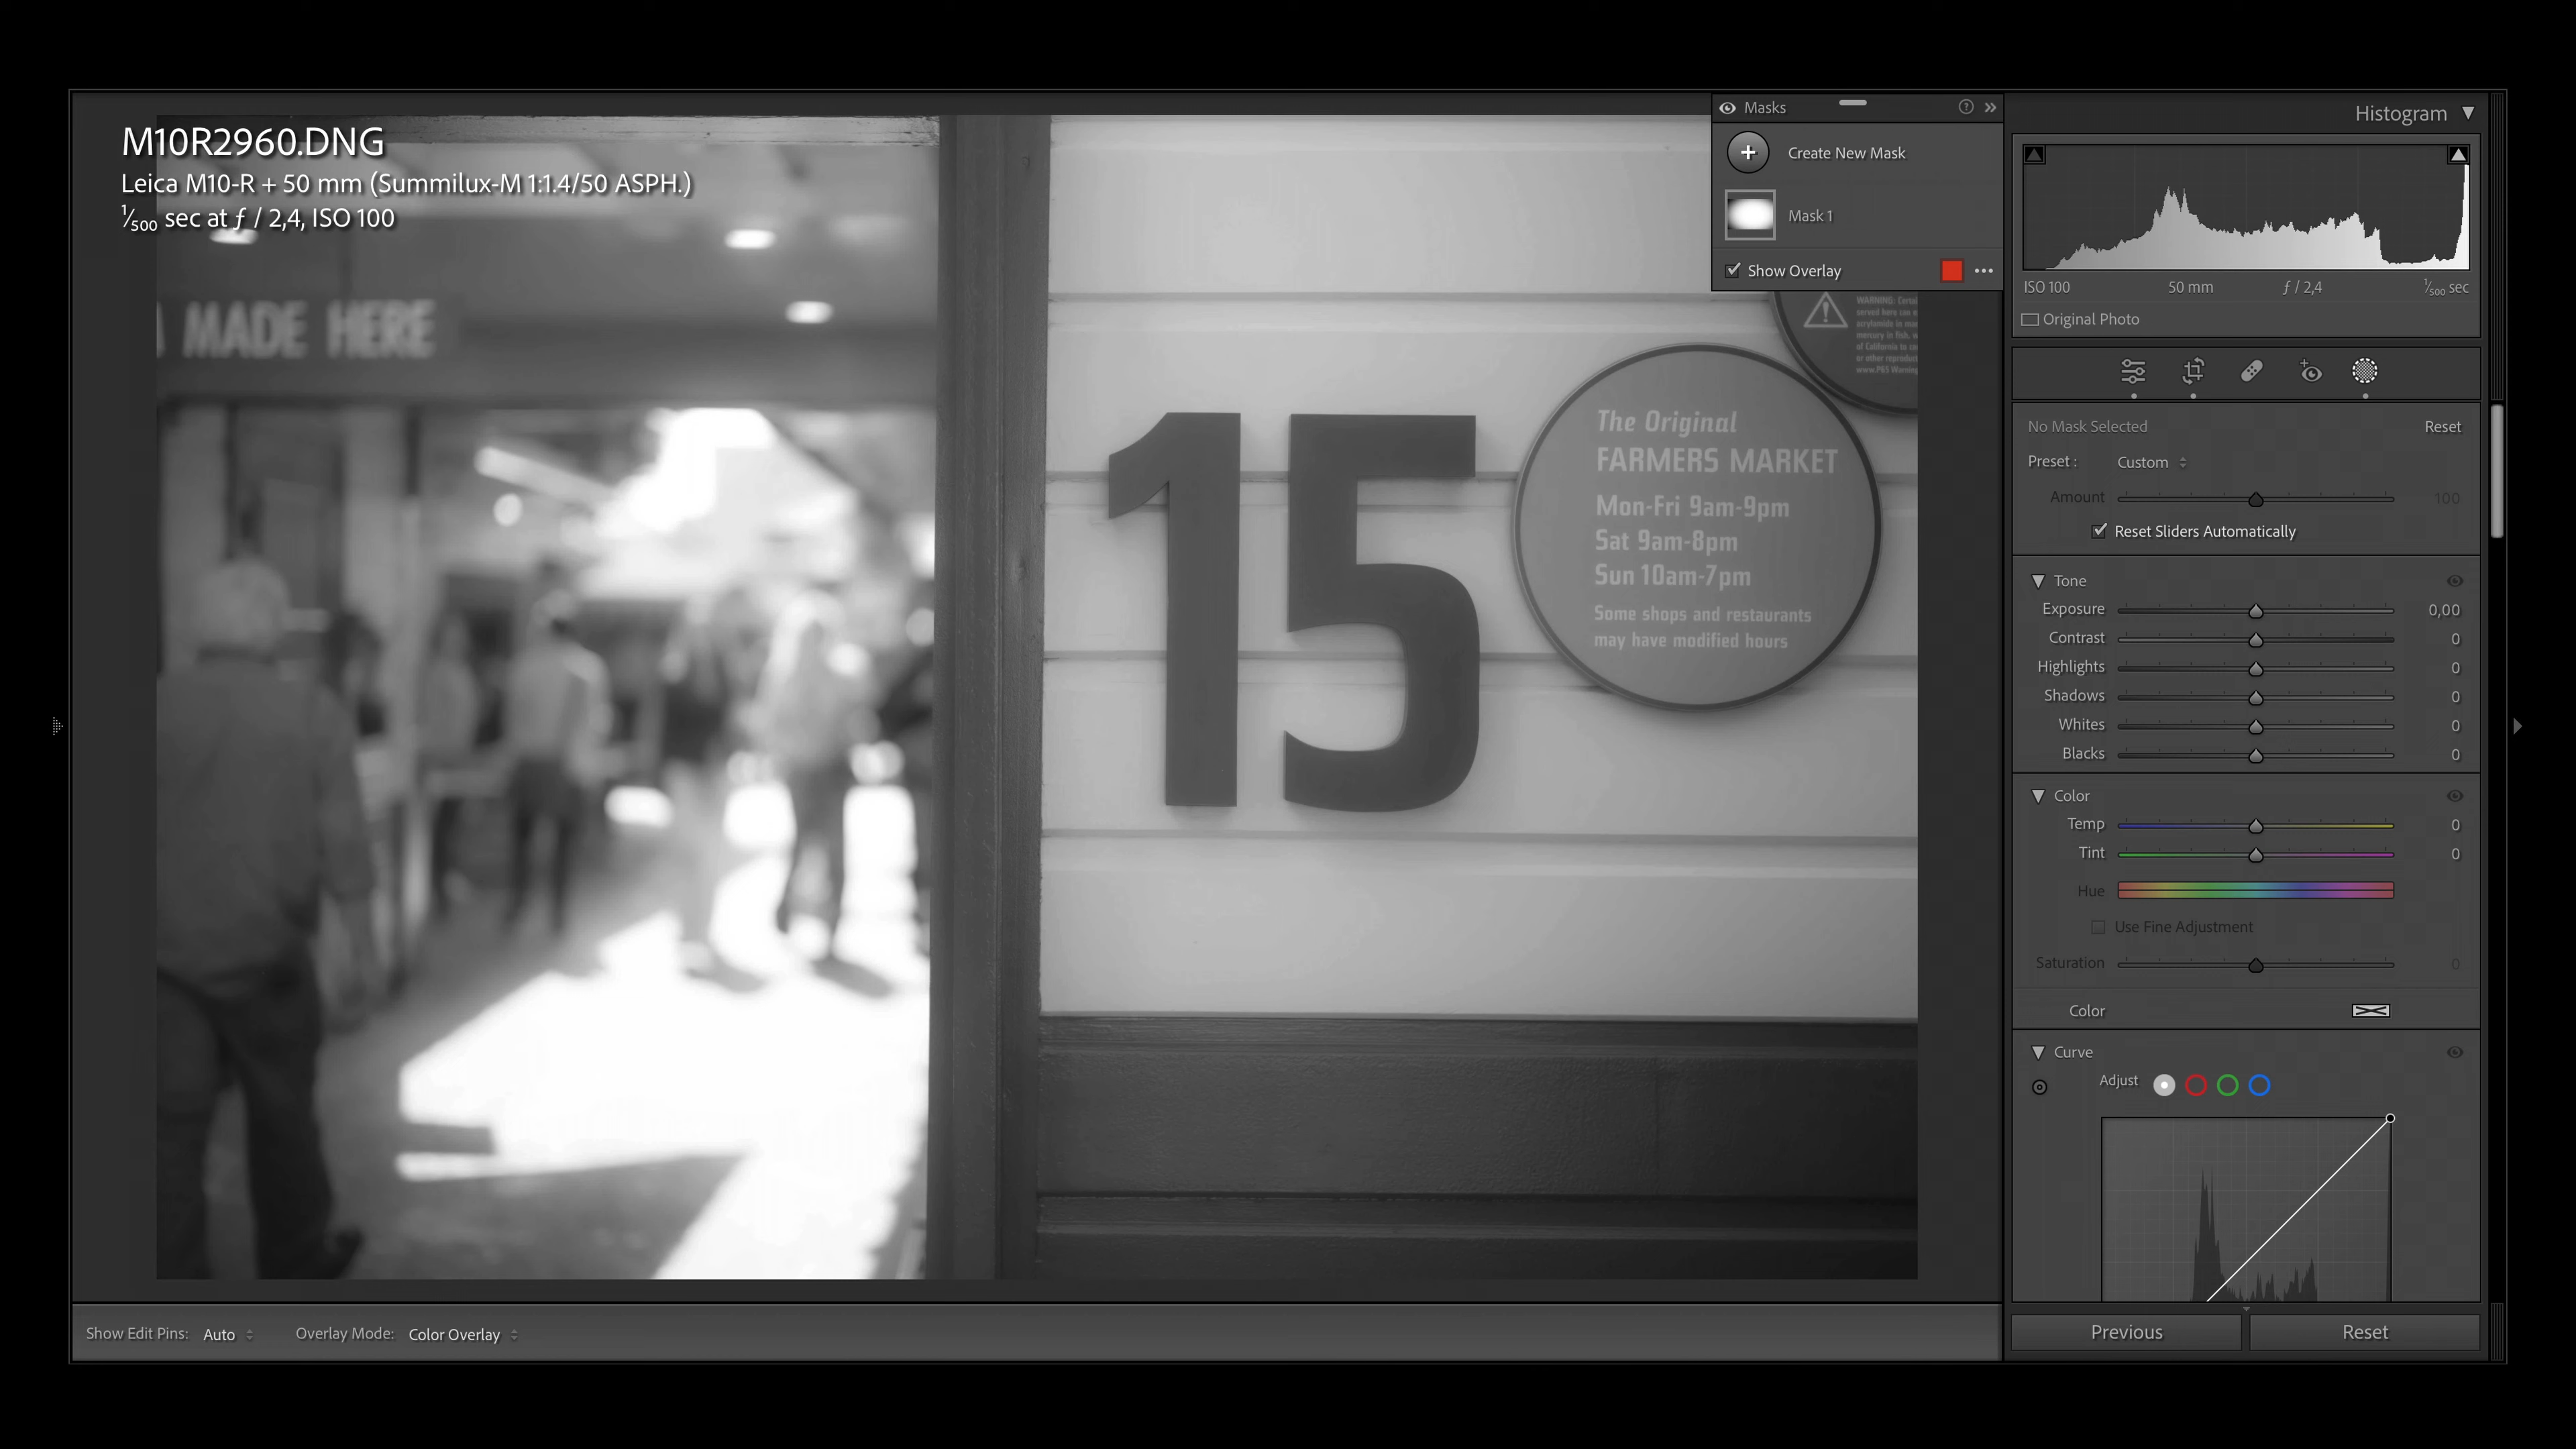 M10R2960.DNG
Leica M10-R + 50 mm (Summilux-M 1:1.4/50 ASPH.)
1/500 sec at ƒ / 2,4, ISO 100
MADE HERE
15
WARNING:
The Original
FARMERS MARKET
Mon-Fri 9am-9pm
Sat 9am-8pm
Sun 10am-7pm
Some shops and restaurants
may have modified hours
Masks
Create New Mask
Mask 1
Show Overlay
Histogram
ISO 100 50 mm ƒ / 2,4 1/500 sec
Original Photo
No Mask Selected Reset
Preset : Custom
Amount 100
Reset Sliders Automatically
Tone
Exposure 0,00
Contrast 0
Highlights 0
Shadows 0
Whites 0
Blacks 0
Color
Temp 0
Tint 0
Hue
Use Fine Adjustment
Saturation 0
Color
Curve
Adjust
Show Edit Pins: Auto Overlay Mode: Color Overlay
Previous Reset